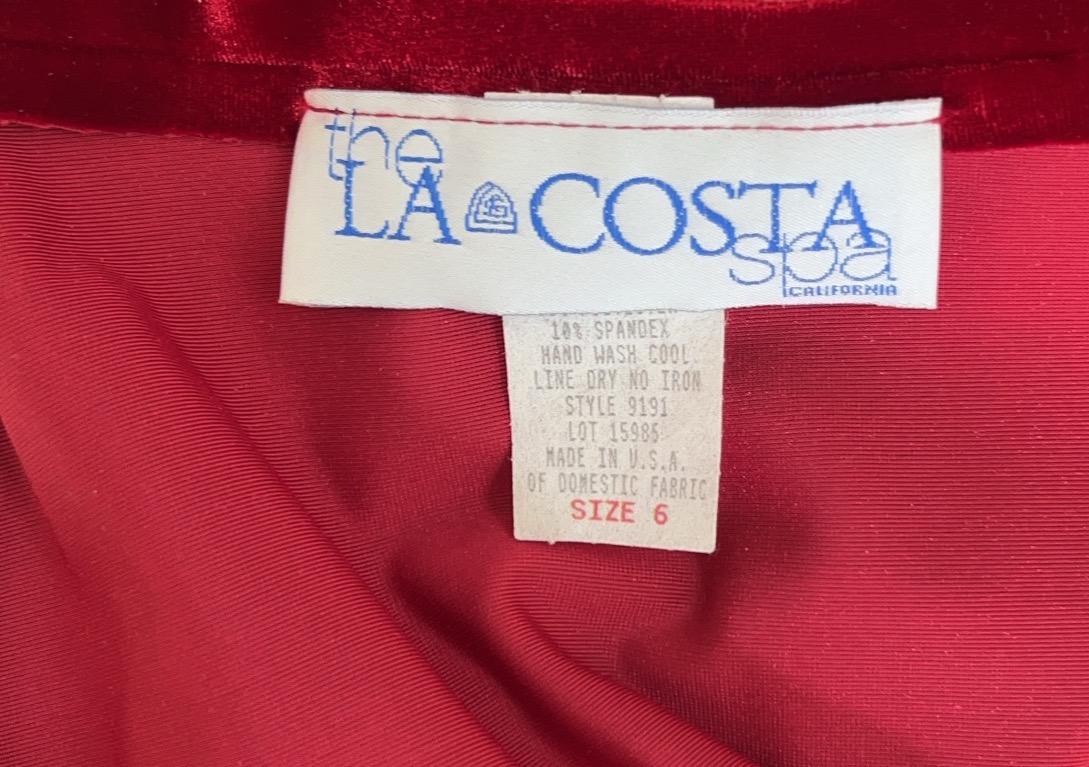 the
LA COSTA
spa
CALIFORNIA
10% SPANDEX
HAND WASH COOL
LINE DRY NO IRON
STYLE 9191
LOT 15985
MADE IN U.S.A.
OF DOMESTIC FABRIC
SIZE 6